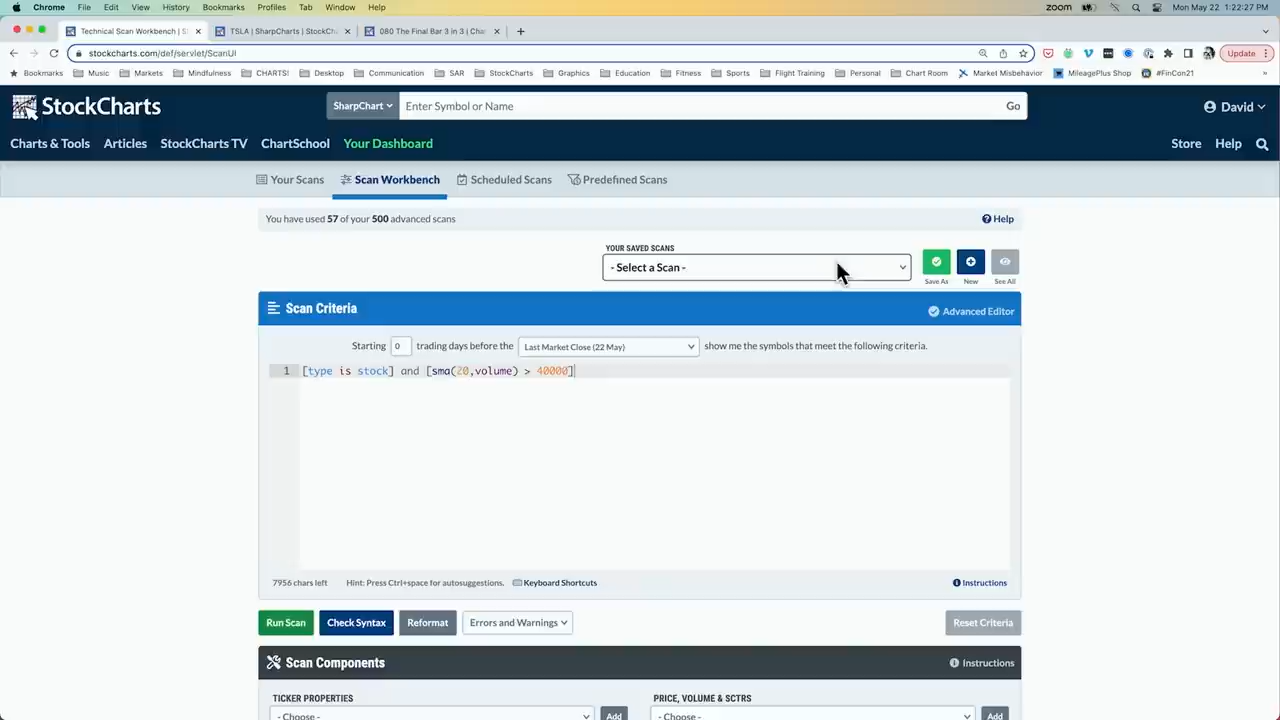 Chrome File Edit View History Bookmarks Profiles Tab Window Help zoom Mon May 22 1:22:27 PM
Technical Scan Workbench | S TSLA | SharpCharts | StockCh 080 The Final Bar 3 in 3 | Char
stockcharts.com/def/servlet/ScanUI Update
Bookmarks Music Markets Mindfulness CHARTS! Desktop Communication SAR StockCharts Graphics Education Fitness Sports Flight Training Personal Chart Room Market Misbehavior MileagePlus Shop #FinCon21 »
StockCharts SharpChart Enter Symbol or Name Go David
Charts & Tools Articles StockCharts TV ChartSchool Your Dashboard Store Help
Your Scans Scan Workbench Scheduled Scans Predefined Scans
You have used 57 of your 500 advanced scans Help
YOUR SAVED SCANS
- Select a Scan -
Save As New See All
Scan Criteria Advanced Editor
Starting 0 trading days before the Last Market Close (22 May) show me the symbols that meet the following criteria.
1 [type is stock] and [sma(20,volume) > 40000]
7956 chars left Hint: Press Ctrl+space for autosuggestions. Keyboard Shortcuts Instructions
Run Scan Check Syntax Reformat Errors and Warnings Reset Criteria
Scan Components Instructions
TICKER PROPERTIES PRICE, VOLUME & SCTRS
- Choose - Add - Choose - Add